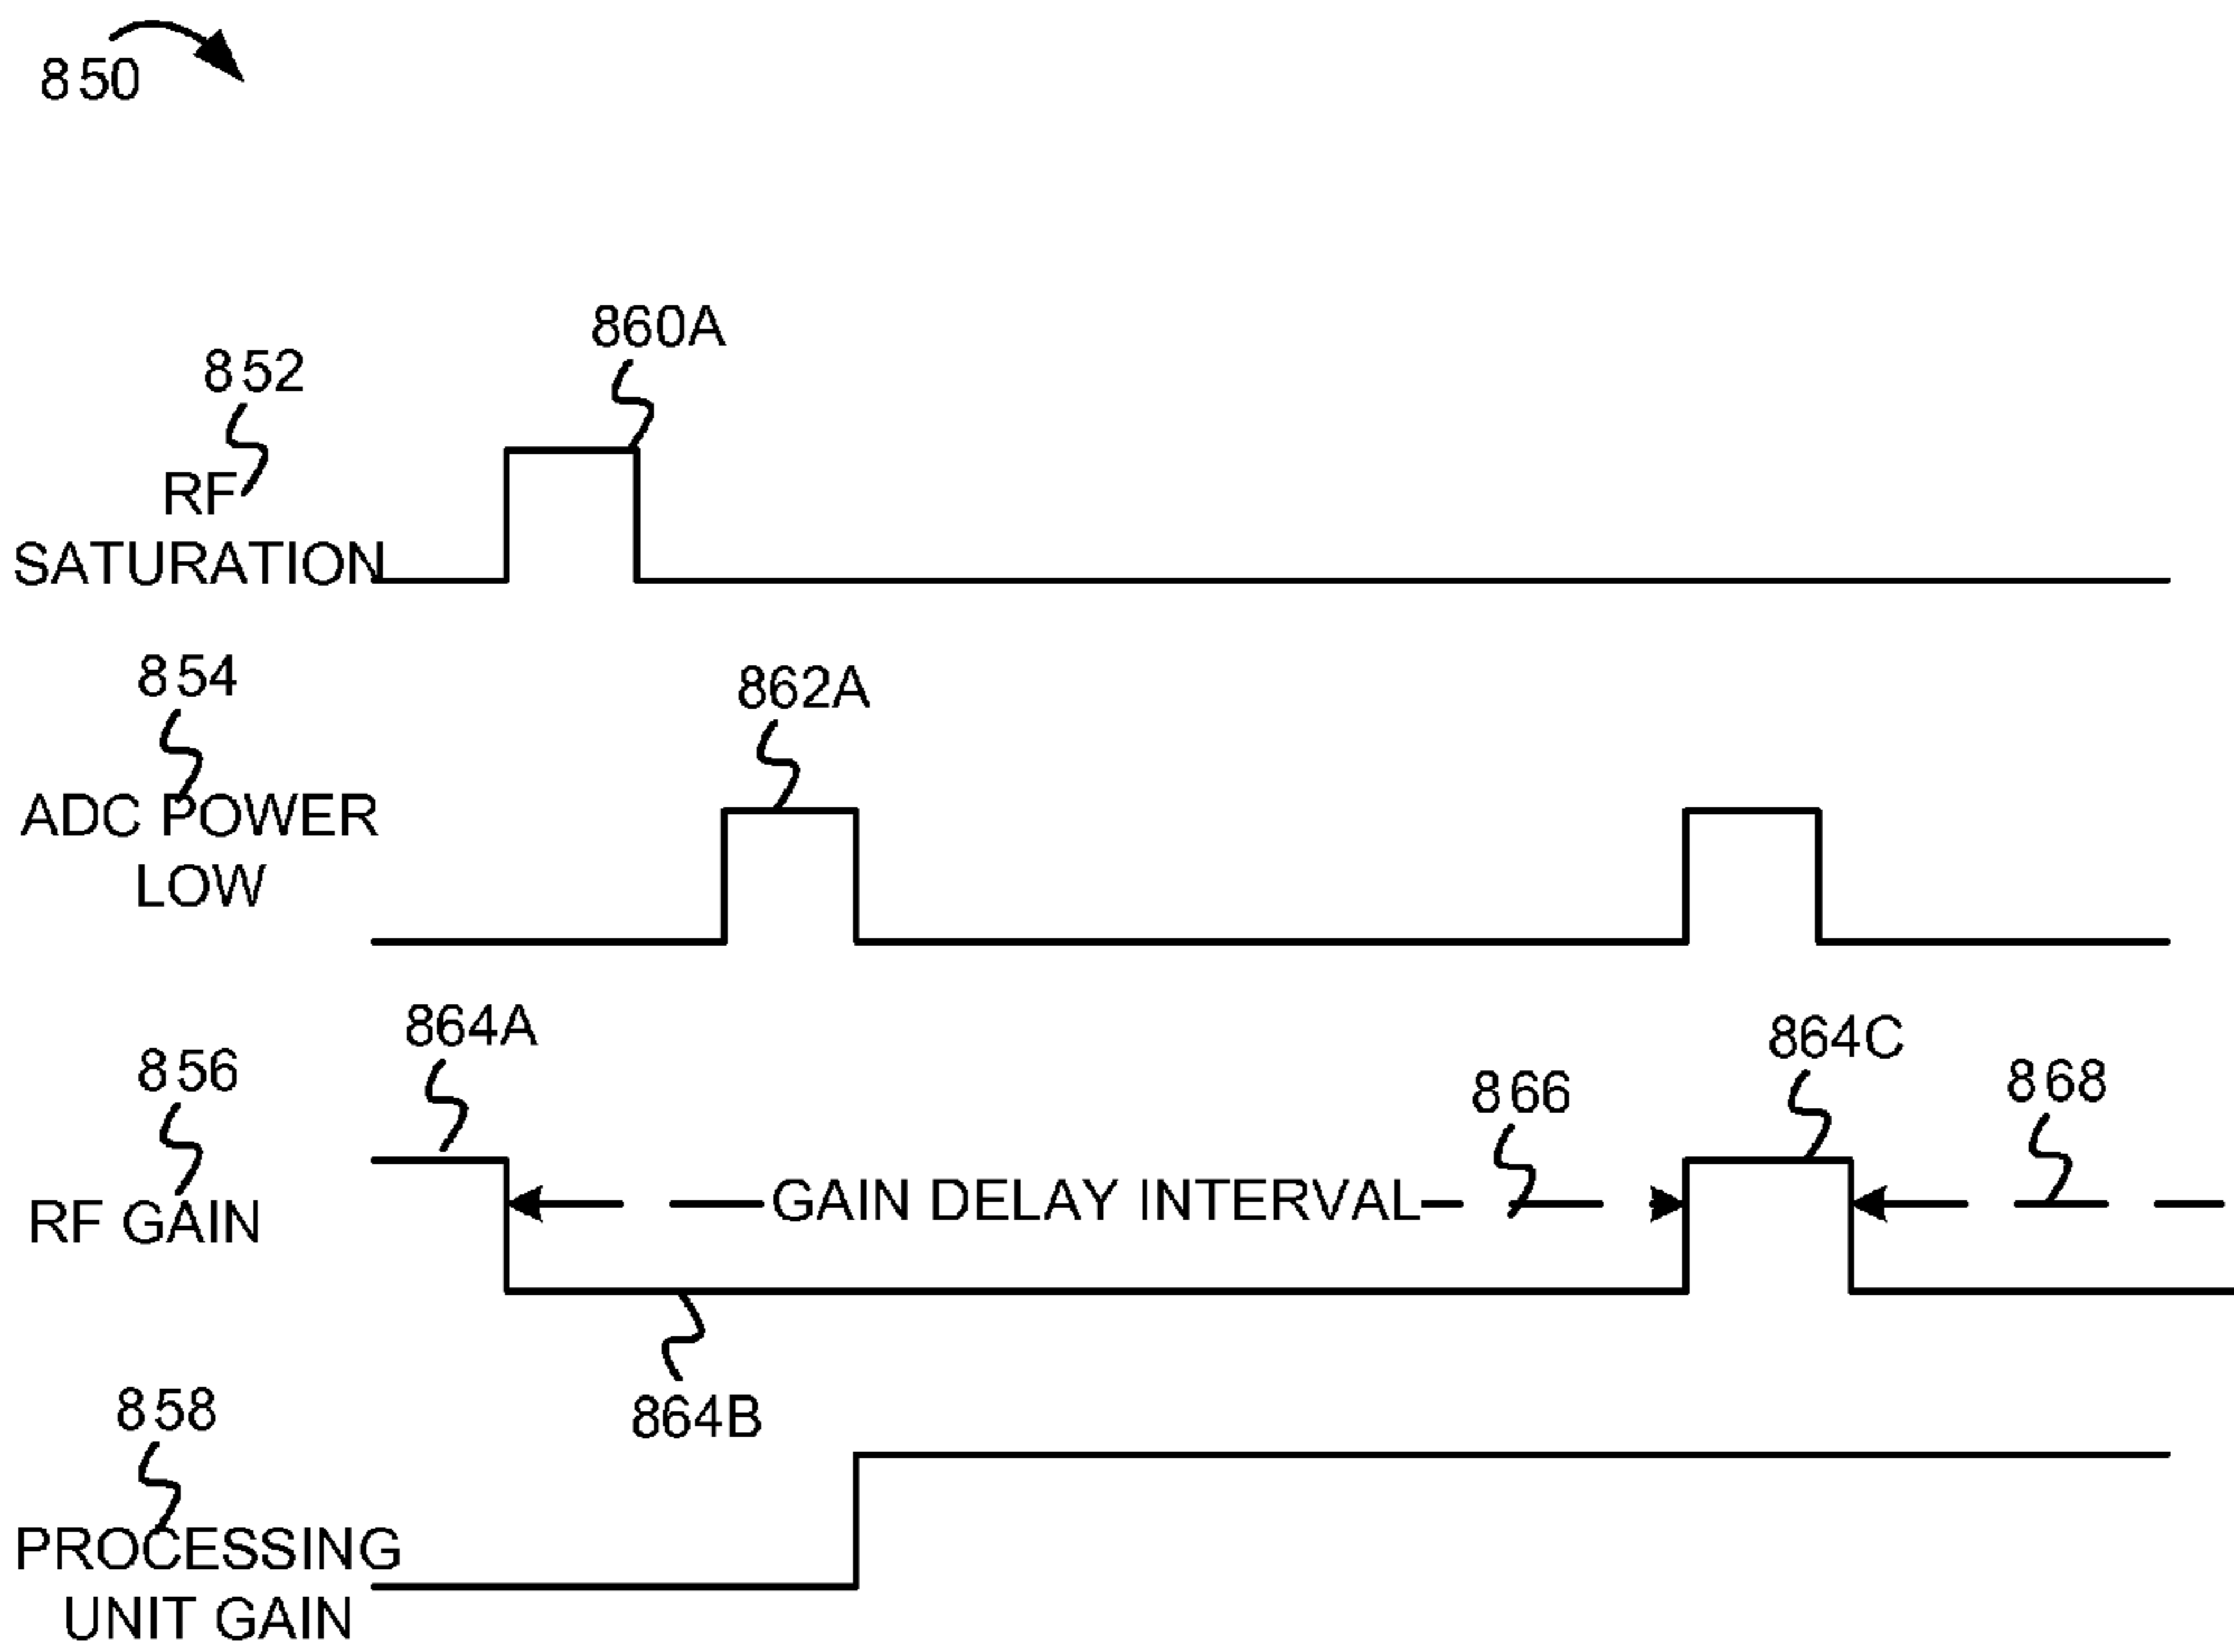 850
860A
852
RF
SATURATION
854
862A
ADC POWER
LOW
864A
864C
856
866
868
RF GAIN
GAIN DELAY INTERVAL
864B
858
PROCESSING
UNIT GAIN